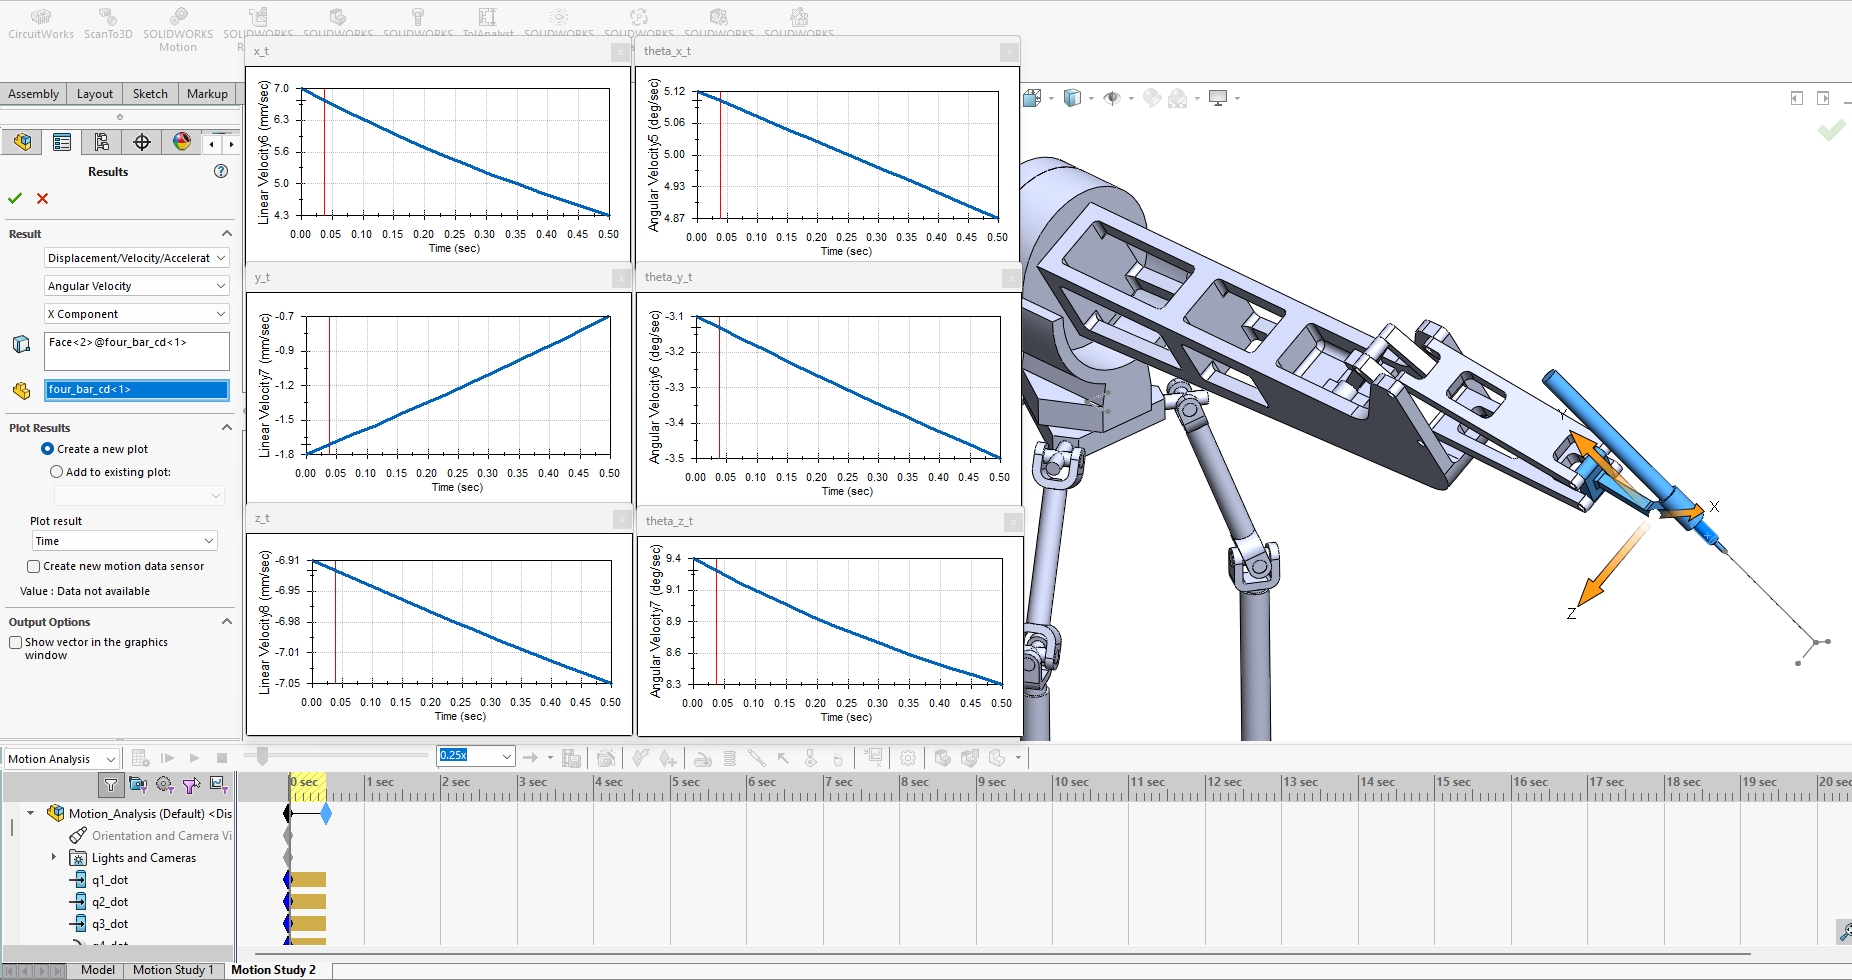 CircuitWorks
ScanTo3D
SOLIDWORKS
Motion
SOLIDWORKS
SOLIDWORKS
SOLIDWORKS
TolAnalyst
SOLIDWORKS
SOLIDWORKS
SOLIDWORKS
SOLIDWORKS
Assembly
Layout
Sketch
Markup
Results
Result
Displacement/Velocity/Accelerat
Angular Velocity
X Component
Face<2>@four_bar_cd<1>
four_bar_cd<1>
Plot Results
Create a new plot
Add to existing plot:
Plot result
Time
Create new motion data sensor
Value : Data not available
Output Options
Show vector in the graphics
window
x_t
Linear Velocity6 (mm/sec)
7.0
6.3
5.6
5.0
4.3
0.00 0.05 0.10 0.15 0.20 0.25 0.30 0.35 0.40 0.45 0.50
Time (sec)
theta_x_t
Angular Velocity5 (deg/sec)
5.12
5.06
5.00
4.93
4.87
0.00 0.05 0.10 0.15 0.20 0.25 0.30 0.35 0.40 0.45 0.50
Time (sec)
y_t
Linear Velocity7 (mm/sec)
-0.7
-0.9
-1.2
-1.5
-1.8
0.00 0.05 0.10 0.15 0.20 0.25 0.30 0.35 0.40 0.45 0.50
Time (sec)
theta_y_t
Angular Velocity6 (deg/sec)
-3.1
-3.2
-3.3
-3.4
-3.5
0.00 0.05 0.10 0.15 0.20 0.25 0.30 0.35 0.40 0.45 0.50
Time (sec)
z_t
Linear Velocity8 (mm/sec)
-6.91
-6.95
-6.98
-7.01
-7.05
0.00 0.05 0.10 0.15 0.20 0.25 0.30 0.35 0.40 0.45 0.50
Time (sec)
theta_z_t
Angular Velocity7 (deg/sec)
9.4
9.1
8.9
8.6
8.3
0.00 0.05 0.10 0.15 0.20 0.25 0.30 0.35 0.40 0.45 0.50
Time (sec)
Y
X
Z
Motion Analysis
0.25x
0 sec 1 sec 2 sec 3 sec 4 sec 5 sec 6 sec 7 sec 8 sec 9 sec 10 sec 11 sec 12 sec 13 sec 14 sec 15 sec 16 sec 17 sec 18 sec 19 sec 20 sec
Motion_Analysis (Default) <Dis
Orientation and Camera Vi
Lights and Cameras
q1_dot
q2_dot
q3_dot
q4_dot
Model
Motion Study 1
Motion Study 2